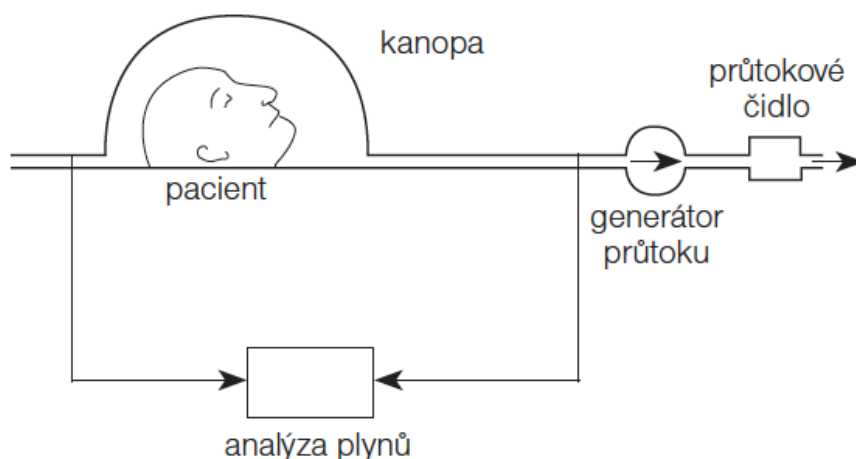 kanopa
průtokové
čidlo
pacient
generátor
průtoku
analýza plynů